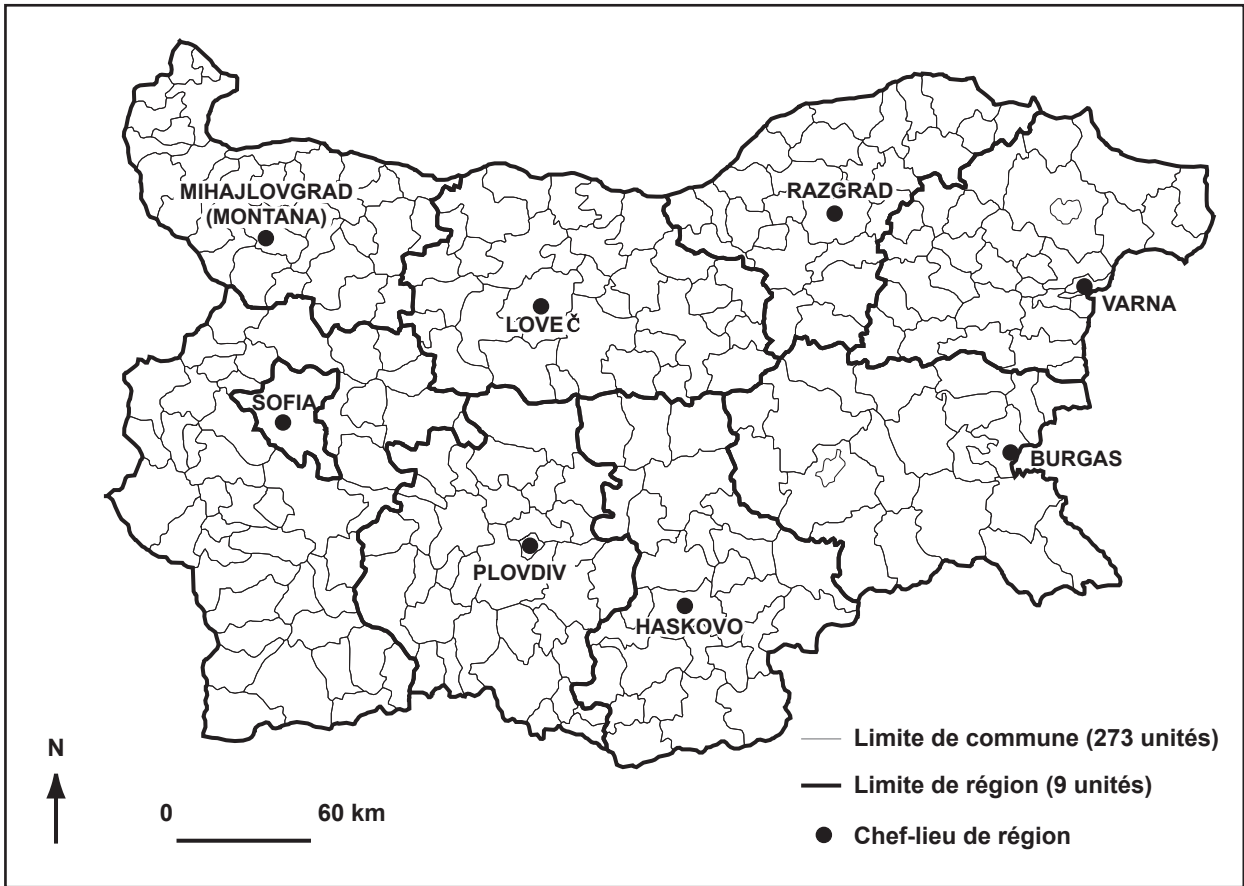 MIHAJLOVGRAD
(MONTANA)
RAZGRAD
VARNA
LOVEČ
SOFIA
BURGAS
PLOVDIV
HASKOVO
N
0 60 km
Limite de commune (273 unités)
Limite de région (9 unités)
Chef-lieu de région